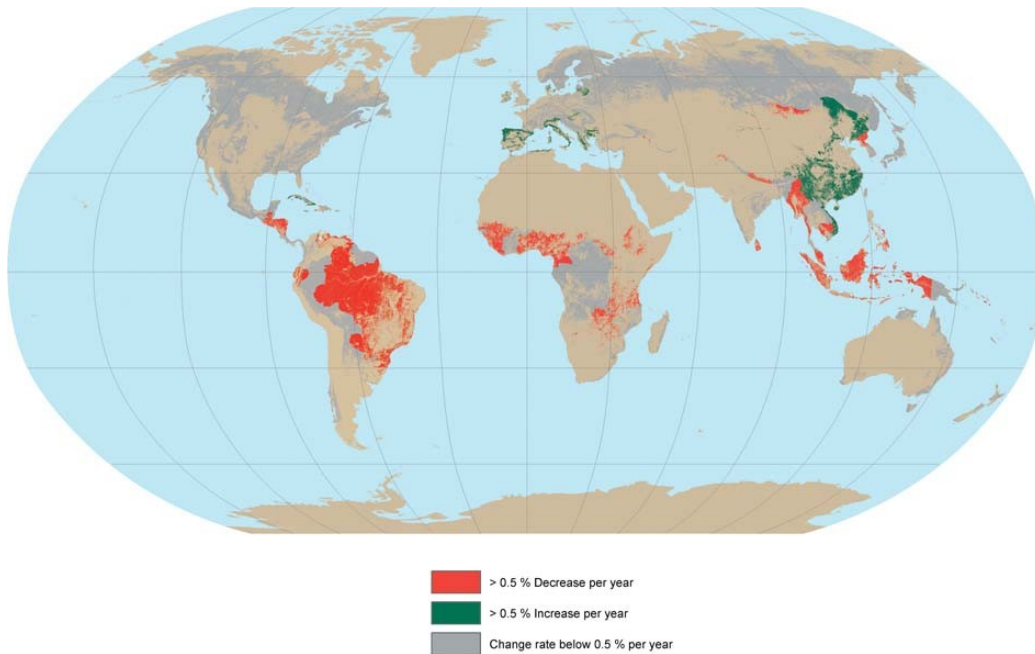 > 0.5 % Decrease per year
> 0.5 % Increase per year
Change rate below 0.5 % per year